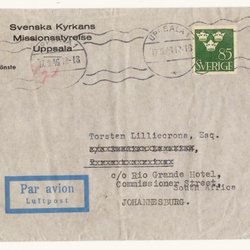 Svenska Kyrkans
Missionsstyrelse
Uppsala
UPPSALA
85
SVERIGE
Torsten Lilliecrona, Esq.
c/o Rio Grande Hotel,
Commissioner Street,
South Africa
JOHANNESBURG.
Par avion
Luftpost